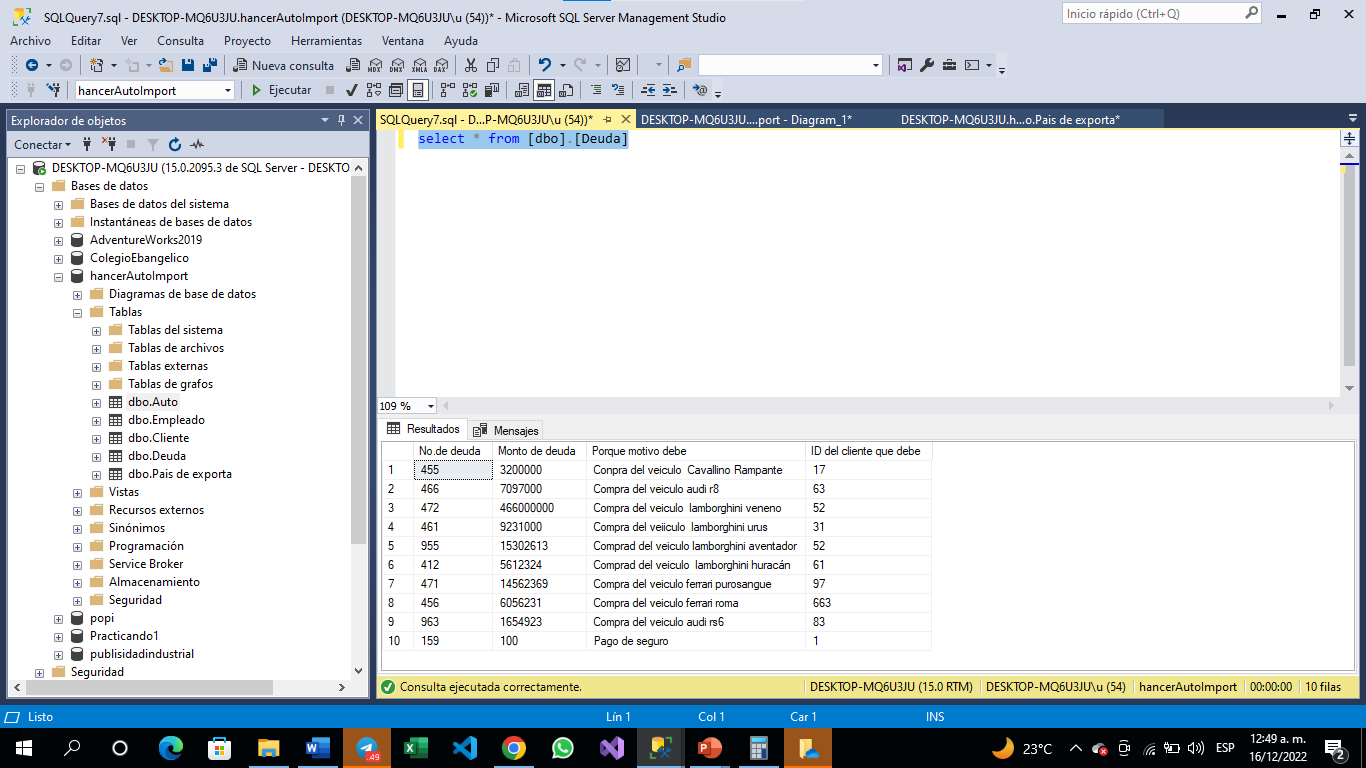 SQLQuery7.sql - DESKTOP-MQ6U3JU.hancerAutoImport (DESKTOP-MQ6U3JU\u (54))* - Microsoft SQL Server Management Studio
Inicio rápido (Ctrl+Q)
Archivo Editar Ver Consulta Proyecto Herramientas Ventana Ayuda
Nueva consulta MDX DMX XMLA DAX
hancerAutoImport Ejecutar
Explorador de objetos
Conectar
DESKTOP-MQ6U3JU (15.0.2095.3 de SQL Server - DESKTO
Bases de datos
Bases de datos del sistema
Instantáneas de bases de datos
AdventureWorks2019
ColegioEbangelico
hancerAutoImport
Diagramas de base de datos
Tablas
Tablas del sistema
Tablas de archivos
Tablas externas
Tablas de grafos
dbo.Auto
dbo.Empleado
dbo.Cliente
dbo.Deuda
dbo.Pais de exporta
Vistas
Recursos externos
Sinónimos
Programación
Service Broker
Almacenamiento
Seguridad
popi
Practicando1
publisidadindustrial
Seguridad
SQLQuery7.sql - D...P-MQ6U3JU\u (54))* DESKTOP-MQ6U3JU....port - Diagram_1* DESKTOP-MQ6U3JU.h...o.Pais de exporta*
select * from [dbo].[Deuda]
109 %
Resultados Mensajes
No.de deuda Monto de deuda Porque motivo debe ID del cliente que debe
1 455 3200000 Conpra del veiculo Cavallino Rampante 17
2 466 7097000 Compra del veiculo audi r8 63
3 472 466000000 Compra del veiculo lamborghini veneno 52
4 461 9231000 Compra del veiiculo lamborghini urus 31
5 955 15302613 Comprad del veiculo lamborghini aventador 52
6 412 5612324 Comprad del veiculo lamborghini huracán 61
7 471 14562369 Compra del veiculo ferrari purosangue 97
8 456 6056231 Compra del veiculo ferrari roma 663
9 963 1654923 Compra del veiculo audi rs6 83
10 159 100 Pago de seguro 1
Consulta ejecutada correctamente. DESKTOP-MQ6U3JU (15.0 RTM) DESKTOP-MQ6U3JU\u (54) hancerAutoImport 00:00:00 10 filas
Listo Lín 1 Col 1 Car 1 INS
.49 23°C ESP 12:49 a. m.
16/12/2022 2